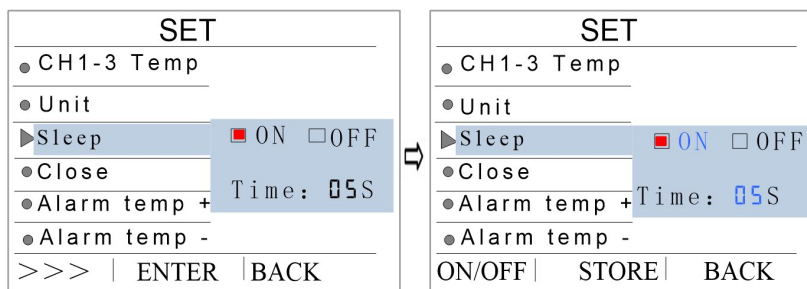 SET
CH1-3 Temp
Unit
Sleep
ON OFF
Close
Time: 05S
Alarm temp +
Alarm temp -
>>> ENTER BACK
SET
CH1-3 Temp
Unit
Sleep
ON OFF
Close
Time: 05S
Alarm temp +
Alarm temp -
ON/OFF STORE BACK